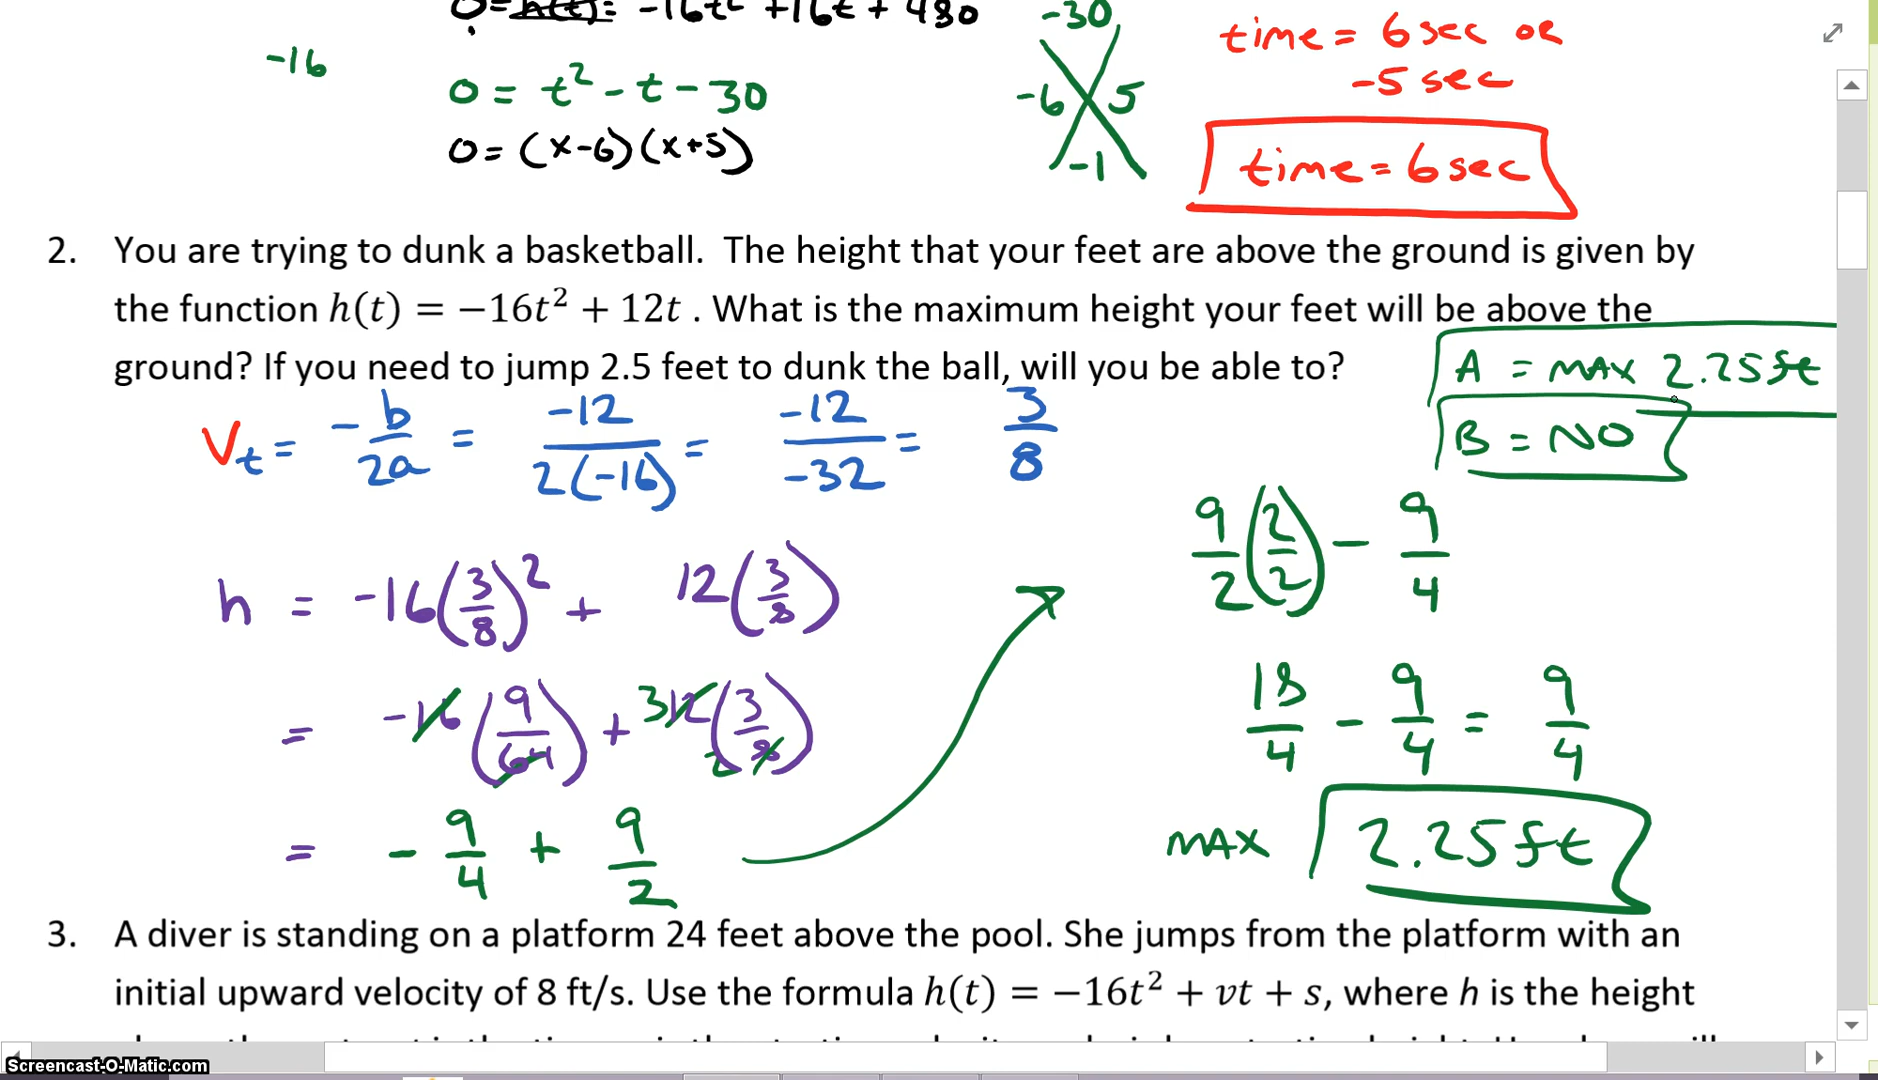 0 = h(t) = -16t² + 16t + 480
-16
0 = t² - t - 30
0 = (x-6)(x+5)
-30
-6 5
-1
time = 6 sec or
-5 sec
time = 6 sec
2. You are trying to dunk a basketball. The height that your feet are above the ground is given by
the function h(t) = −16t² + 12t . What is the maximum height your feet will be above the
ground? If you need to jump 2.5 feet to dunk the ball, will you be able to?
A = MAX 2.25 ft
B = NO
Vt = -b/2a = -12/2(-16) = -12/-32 = 3/8
h = -16(3/8)² + 12(3/8)
= -16(9/64) + 3 12(3/8) 2
= -9/4 + 9/2
9/2(2/2) - 9/4
18/4 - 9/4 = 9/4
MAX 2.25 ft
3. A diver is standing on a platform 24 feet above the pool. She jumps from the platform with an
initial upward velocity of 8 ft/s. Use the formula h(t) = −16t² + vt + s, where h is the height
Screencast-O-Matic.com